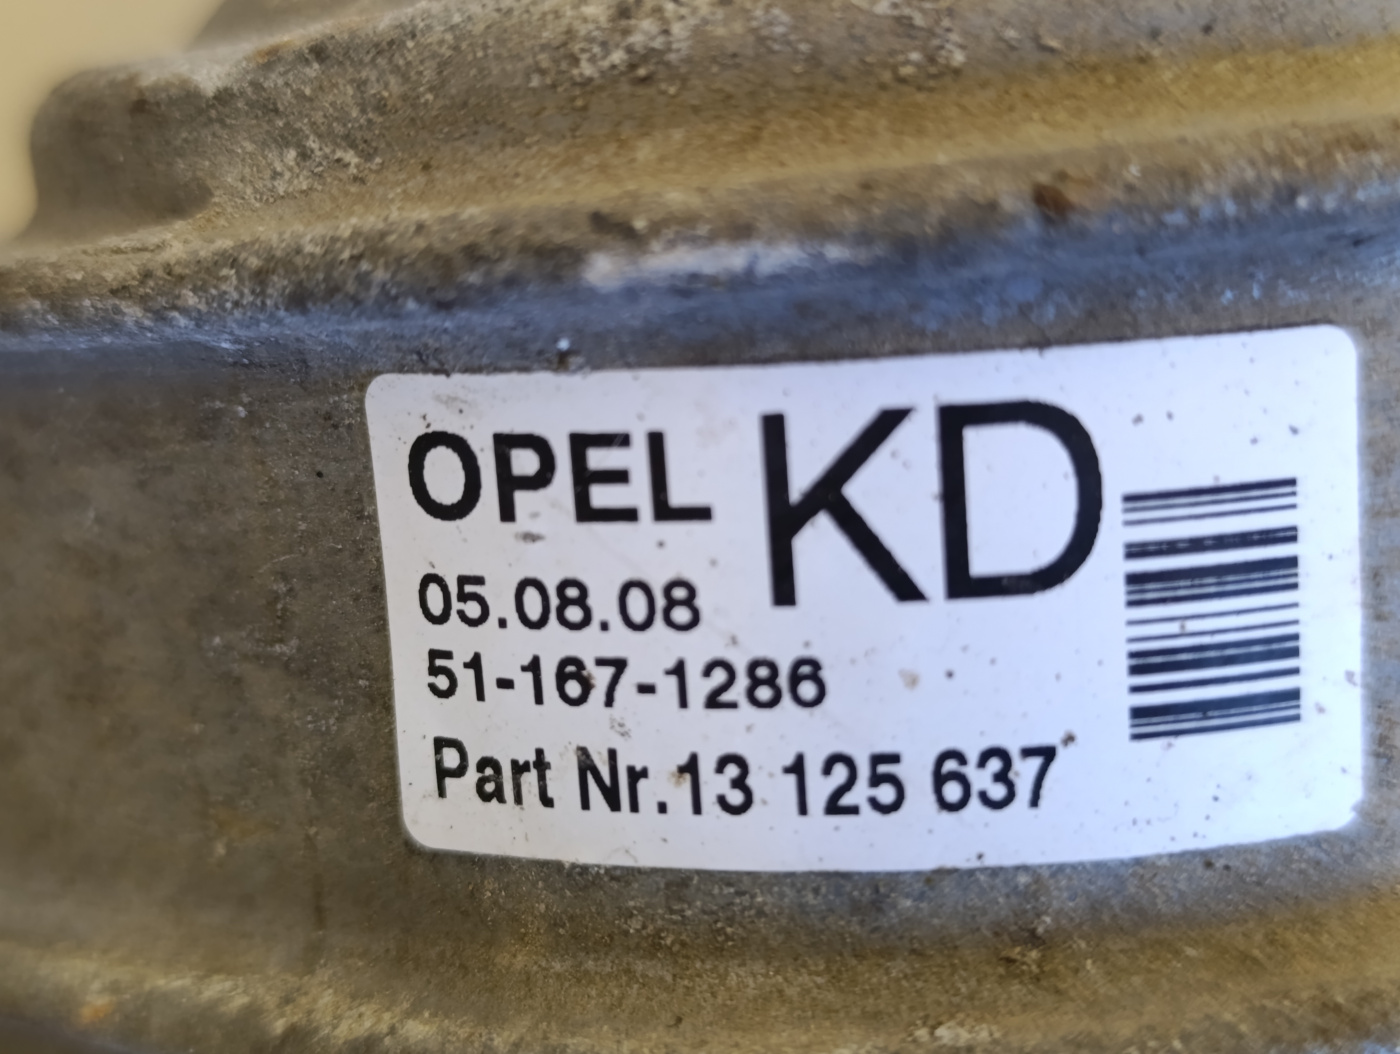 OPEL KD
05.08.08
51-167-1286
Part Nr.13 125 637